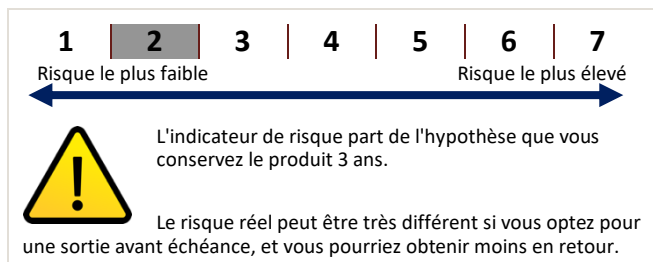 1 2 3 4 5 6 7
Risque le plus faible Risque le plus élevé
L'indicateur de risque part de l'hypothèse que vous
conservez le produit 3 ans.
Le risque réel peut être très différent si vous optez pour
une sortie avant échéance, et vous pourriez obtenir moins en retour.